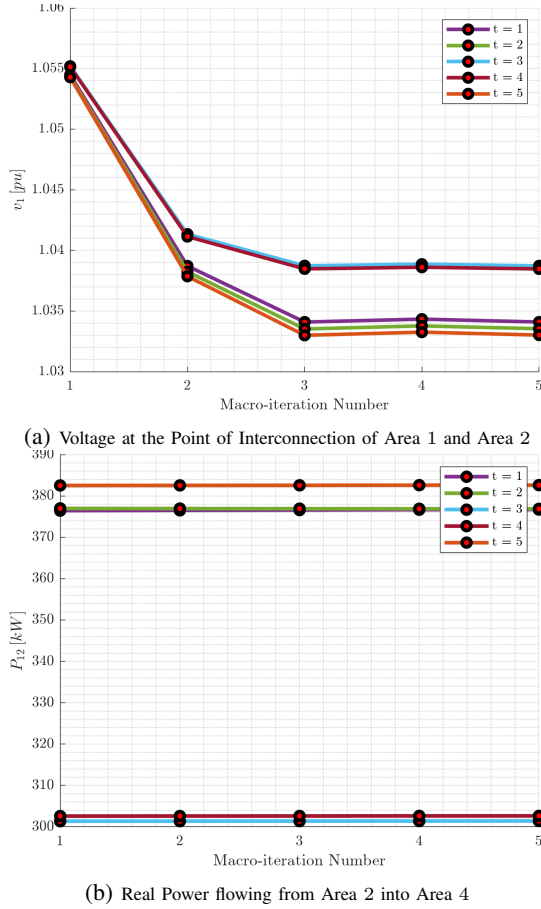 1.06
1.055
1.05
1.045
1.04
1.035
1.03
v1 [pu]
1 2 3 4 5
Macro-iteration Number
t = 1
t = 2
t = 3
t = 4
t = 5
(a) Voltage at the Point of Interconnection of Area 1 and Area 2
390
380
370
360
350
340
330
320
310
300
P12 [kW]
1 2 3 4 5
Macro-iteration Number
t = 1
t = 2
t = 3
t = 4
t = 5
(b) Real Power flowing from Area 2 into Area 4